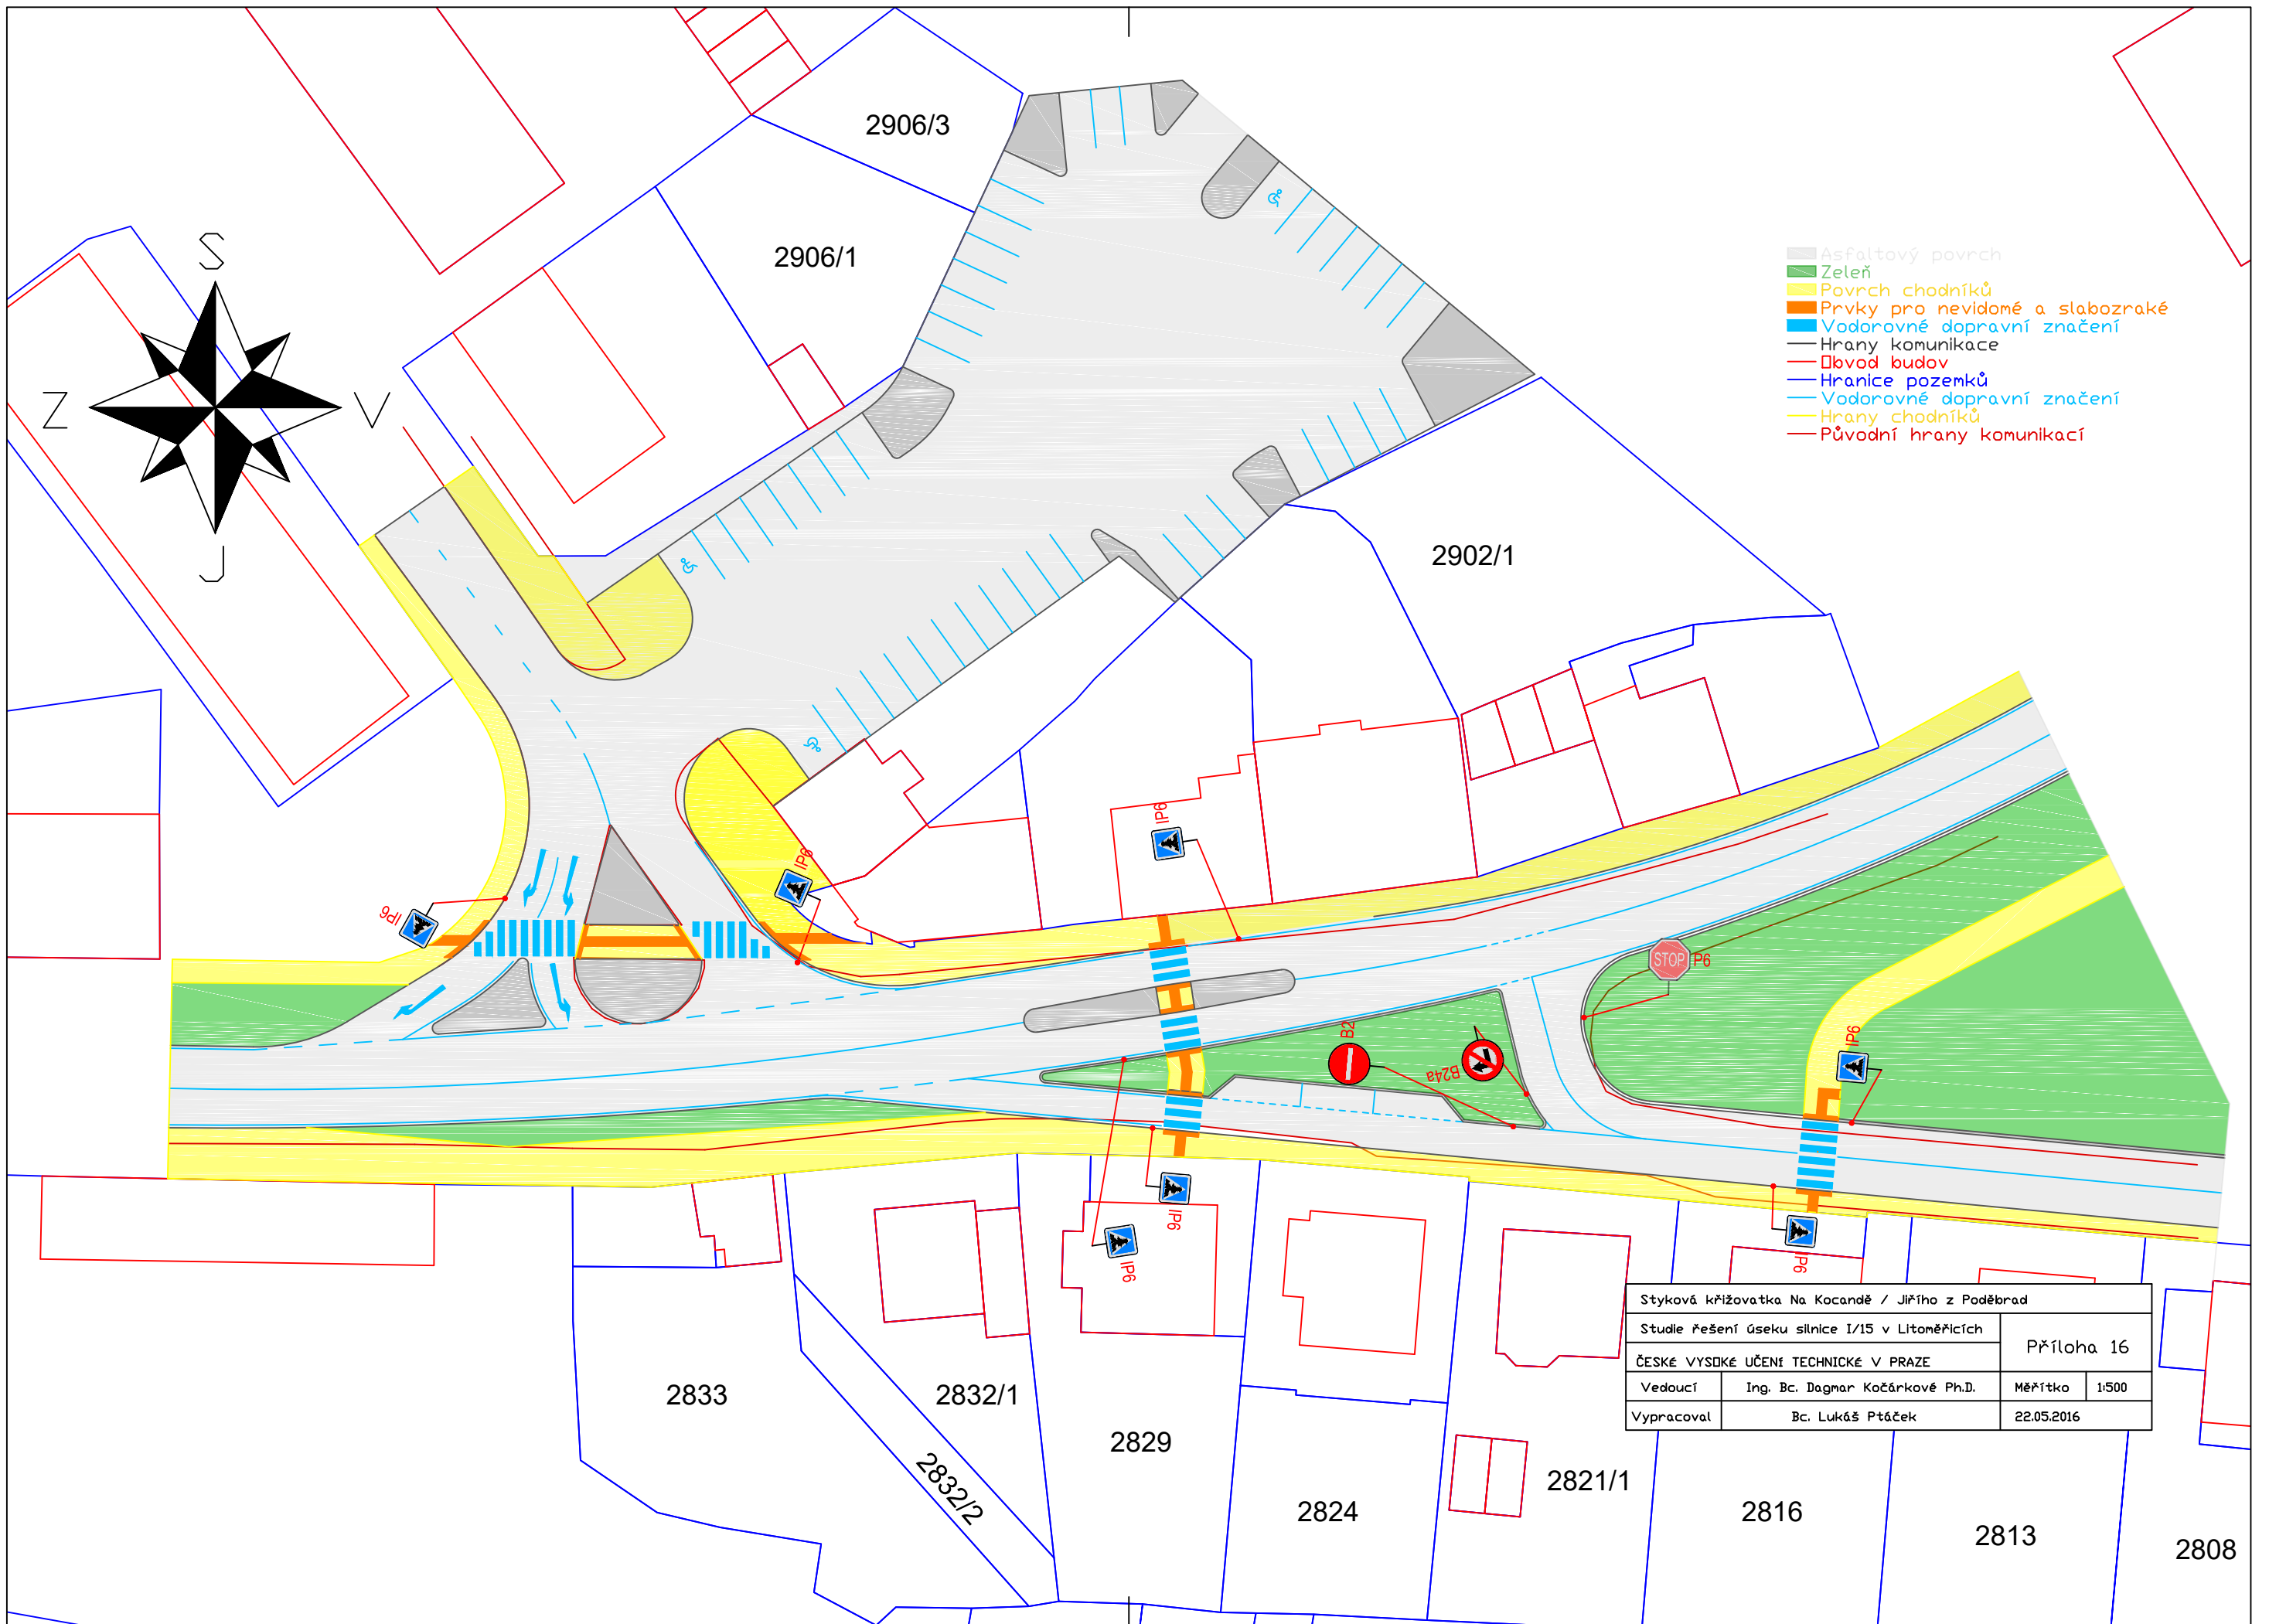 2906/3
2906/1
S
Z
V
J
Asfaltový povrch
Zeleň
Povrch chodníků
Prvky pro nevidomé a slabozraké
Vodorovné dopravní značení
Hrany komunikace
Obvod budov
Hranice pozemků
Vodorovné dopravní značení
Hrany chodníků
Původní hrany komunikací
2902/1
IP6
IP6
IP6
STOP P6
B2
B24a
IP6
IP6
IP6
IP6
2833
2832/1
2832/2
2829
2824
2821/1
2816
2813
2808
Styková křižovatka Na Kocandě / Jiřího z Poděbrad
Studie řešení úseku silnice I/15 v Litoměřicích
Příloha 16
ČESKÉ VYSOKÉ UČENÍ TECHNICKÉ V PRAZE
Vedoucí Ing. Bc. Dagmar Kočárkové Ph.D. Měřítko 1:500
Vypracoval Bc. Lukáš Ptáček 22.05.2016